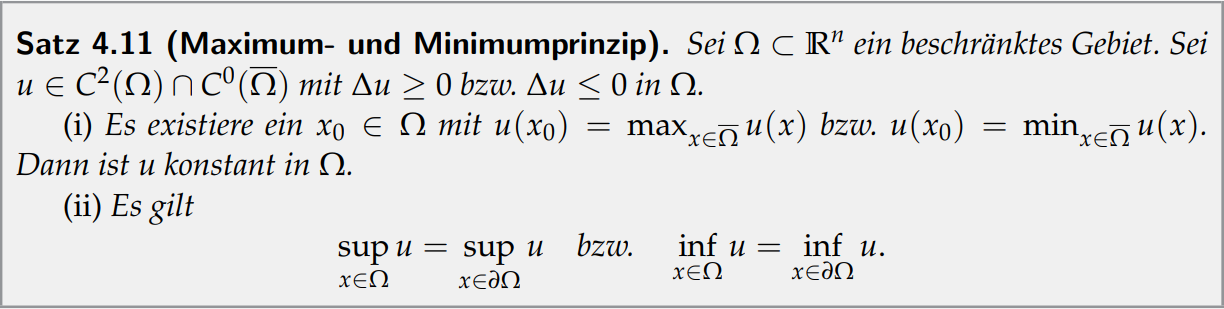 Satz 4.11 (Maximum- und Minimumprinzip). Sei Ω ⊂ ℝⁿ ein beschränktes Gebiet. Sei
u ∈ C²(Ω) ∩ C⁰(Ω̅) mit Δu ≥ 0 bzw. Δu ≤ 0 in Ω.
(i) Es existiere ein x₀ ∈ Ω mit u(x₀) = max_{x∈Ω̅} u(x) bzw. u(x₀) = min_{x∈Ω̅} u(x).
Dann ist u konstant in Ω.
(ii) Es gilt
sup_{x∈Ω} u = sup_{x∈∂Ω} u bzw. inf_{x∈Ω} u = inf_{x∈∂Ω} u.